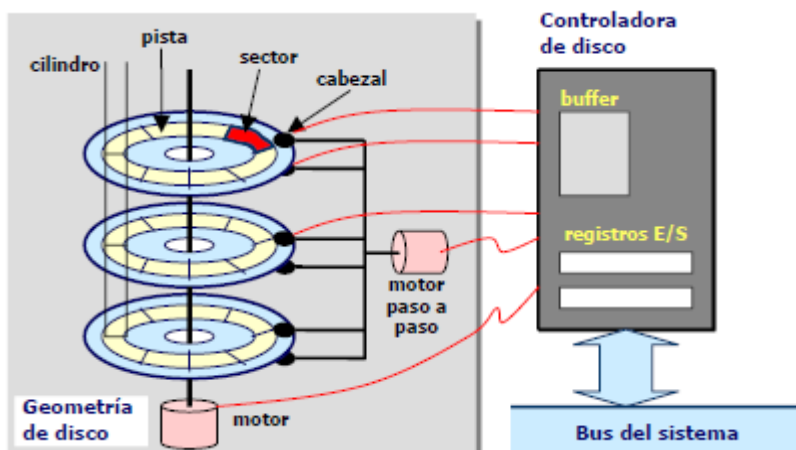 pista
cilindro
sector
cabezal
motor
paso a
paso
motor
Geometría
de disco
Controladora
de disco
buffer
registros E/S
Bus del sistema